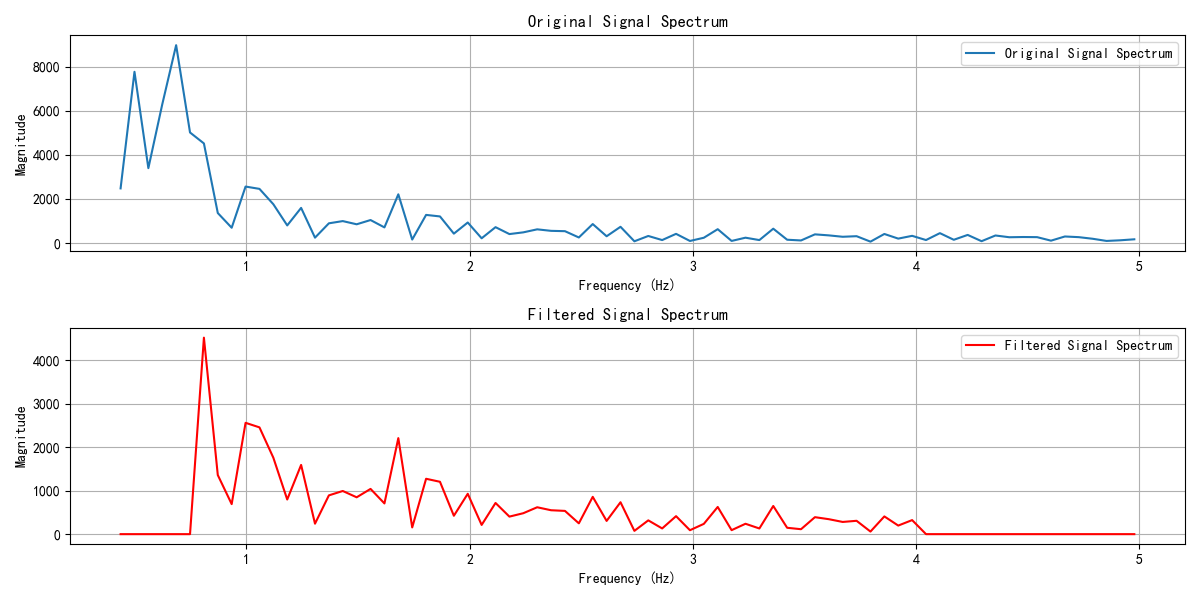 Original Signal Spectrum
8000
6000
4000
2000
0
Magnitude
Original Signal Spectrum
1 2 3 4 5
Frequency (Hz)
Filtered Signal Spectrum
4000
3000
2000
1000
0
Magnitude
Filtered Signal Spectrum
1 2 3 4 5
Frequency (Hz)